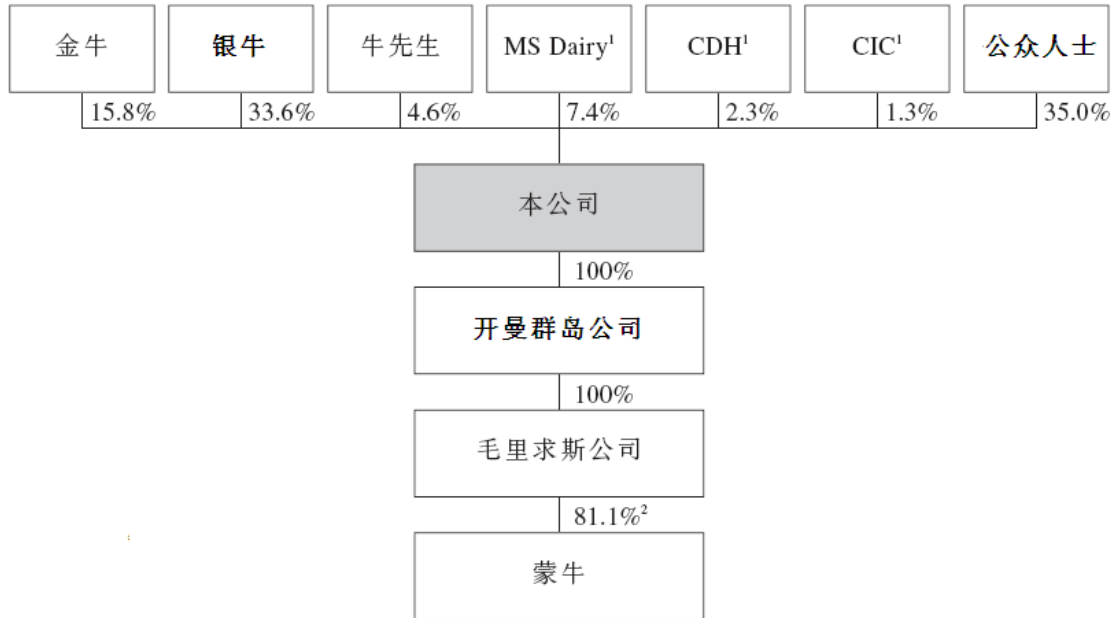 金牛 银牛 牛先生 MS Dairy¹ CDH¹ CIC¹ 公众人士
15.8% 33.6% 4.6% 7.4% 2.3% 1.3% 35.0%
本公司
100%
开曼群岛公司
100%
毛里求斯公司
81.1%²
蒙牛